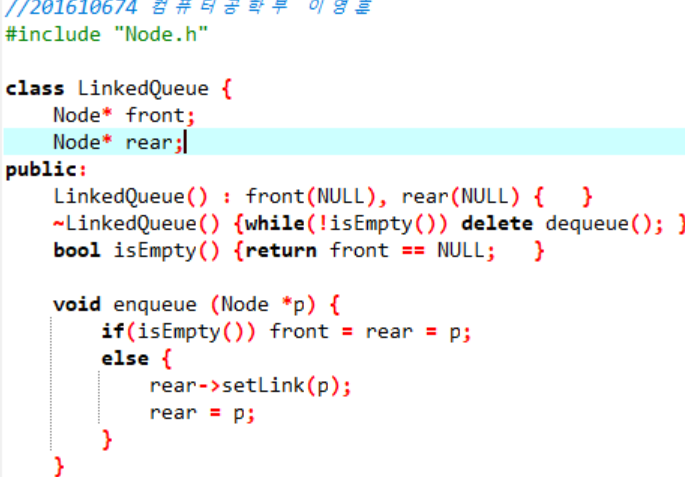 //201610674 컴퓨터공학부 이영훈
#include "Node.h"
class LinkedQueue {
Node* front;
Node* rear;
public:
LinkedQueue() : front(NULL), rear(NULL) { }
~LinkedQueue() {while(!isEmpty()) delete dequeue(); }
bool isEmpty() {return front == NULL; }
void enqueue (Node *p) {
if(isEmpty()) front = rear = p;
else {
rear->setLink(p);
rear = p;
}
}